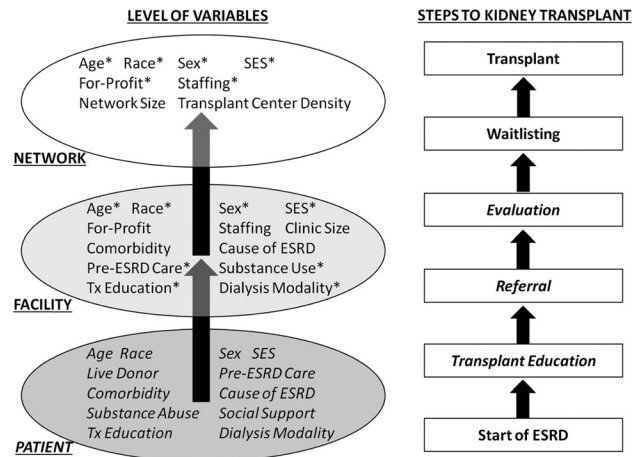 LEVEL OF VARIABLES
Age* Race* Sex* SES*
For-Profit* Staffing*
Network Size Transplant Center Density
NETWORK
Age* Race* Sex* SES*
For-Profit Staffing Clinic Size
Comorbidity Cause of ESRD
Pre-ESRD Care* Substance Use*
Tx Education* Dialysis Modality*
FACILITY
Age Race Sex SES
Live Donor Pre-ESRD Care
Comorbidity Cause of ESRD
Substance Abuse Social Support
Tx Education Dialysis Modality
PATIENT
STEPS TO KIDNEY TRANSPLANT
Transplant
Waitlisting
Evaluation
Referral
Transplant Education
Start of ESRD